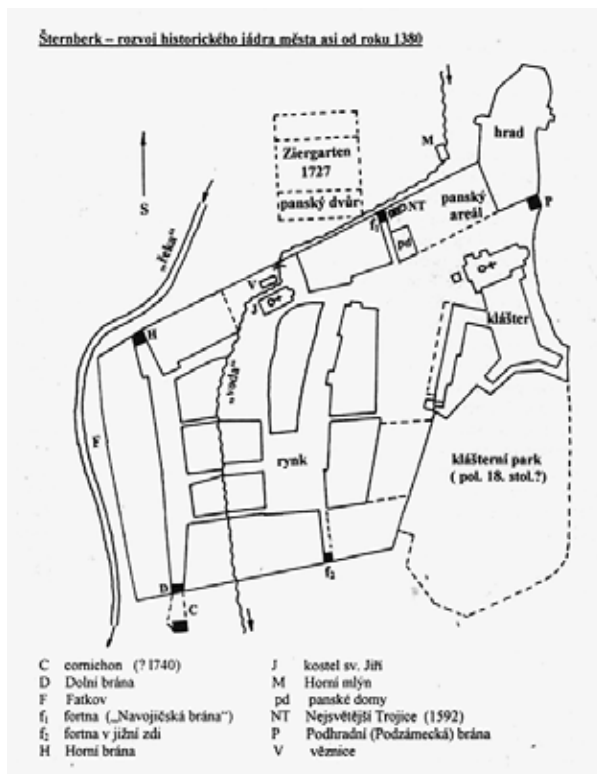 Šternberk – rozvoj historického jádra města asi od roku 1380
hrad
M
Ziergarten
1727
S
panský dvůr
NT
f₁
panský
areál
P
pd
„řeka“
V
J
klášter
H
„voda“
F
rynk
klášterní park
( pol. 18. stol.?)
D
f₂
C
C cornichon (? 1740)
D Dolní brána
F Fatkov
f₁ fortna („Navojičská brána“)
f₂ fortna v jižní zdi
H Horní brána
J kostel sv. Jiří
M Horní mlýn
pd panské domy
NT Nejsvětější Trojice (1592)
P Podhradní (Podzámecká) brána
V věznice